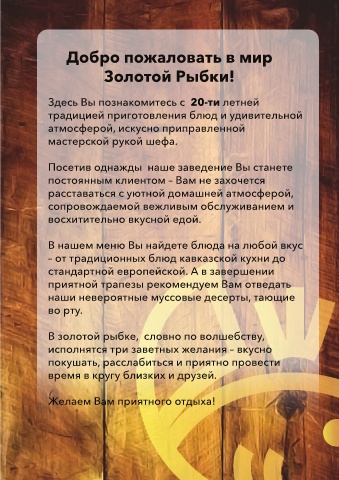 Добро пожаловать в мир
Золотой Рыбки!
Здесь Вы познакомитесь с 20-ти летней
традицией приготовления блюд и удивительной
атмосферой, искусно приправленной
мастерской рукой шефа.
Посетив однажды наше заведение Вы станете
постоянным клиентом – Вам не захочется
расставаться с уютной домашней атмосферой,
сопровождаемой вежливым обслуживанием и
восхитительно вкусной едой.
В нашем меню Вы найдете блюда на любой вкус
– от традиционных блюд кавказской кухни до
стандартной европейской. А в завершении
приятной трапезы рекомендуем Вам отведать
наши невероятные муссовые десерты, тающие
во рту.
В золотой рыбке, словно по волшебству,
исполнятся три заветных желания – вкусно
покушать, расслабиться и приятно провести
время в кругу близких и друзей.
Желаем Вам приятного отдыха!